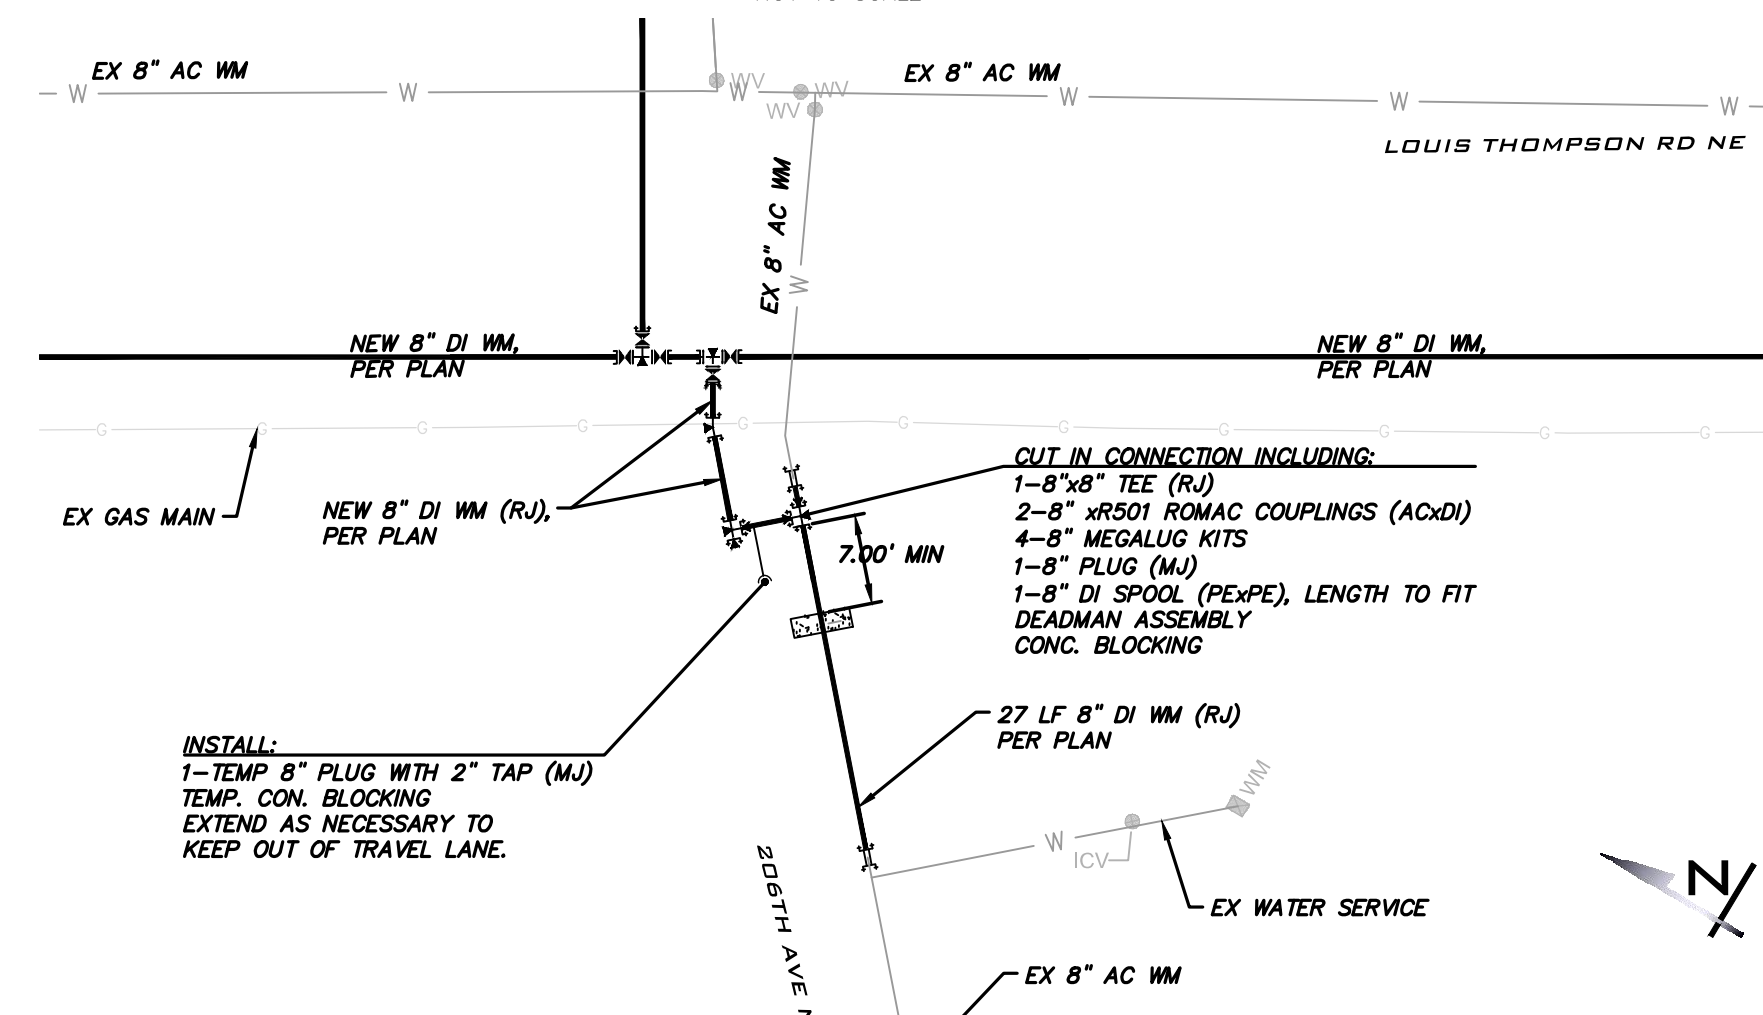 EX 8" AC WM
EX 8" AC WM
W
W
WV
W
WV
WV
W
W
W
LOUIS THOMPSON RD NE
EX 8" AC WM
W
NEW 8" DI WM,
PER PLAN
NEW 8" DI WM,
PER PLAN
G
G
G
G
G
G
G
G
G
G
G
EX GAS MAIN
NEW 8" DI WM (RJ),
PER PLAN
CUT IN CONNECTION INCLUDING:
1-8"x8" TEE (RJ)
2-8" xR501 ROMAC COUPLINGS (ACxDI)
4-8" MEGALUG KITS
1-8" PLUG (MJ)
1-8" DI SPOOL (PExPE), LENGTH TO FIT
DEADMAN ASSEMBLY
CONC. BLOCKING
7.00' MIN
27 LF 8" DI WM (RJ)
PER PLAN
INSTALL:
1-TEMP 8" PLUG WITH 2" TAP (MJ)
TEMP. CON. BLOCKING
EXTEND AS NECESSARY TO
KEEP OUT OF TRAVEL LANE.
WM
W
ICV
EX WATER SERVICE
206TH AVE
EX 8" AC WM
N